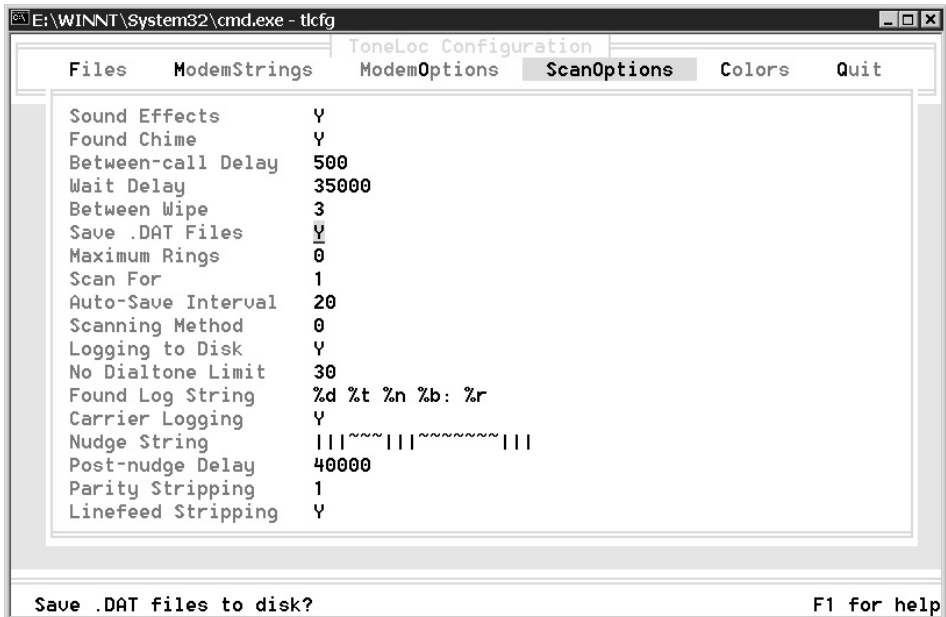 E:\WINNT\System32\cmd.exe - tlcfg
ToneLoc Configuration
Files ModemStrings ModemOptions ScanOptions Colors Quit
Sound Effects Y
Found Chime Y
Between-call Delay 500
Wait Delay 35000
Between Wipe 3
Save .DAT Files Y
Maximum Rings 0
Scan For 1
Auto-Save Interval 20
Scanning Method 0
Logging to Disk Y
No Dialtone Limit 30
Found Log String %d %t %n %b: %r
Carrier Logging Y
Nudge String |||~~~|||~~~~~~~|||
Post-nudge Delay 40000
Parity Stripping 1
Linefeed Stripping Y
Save .DAT files to disk? F1 for help